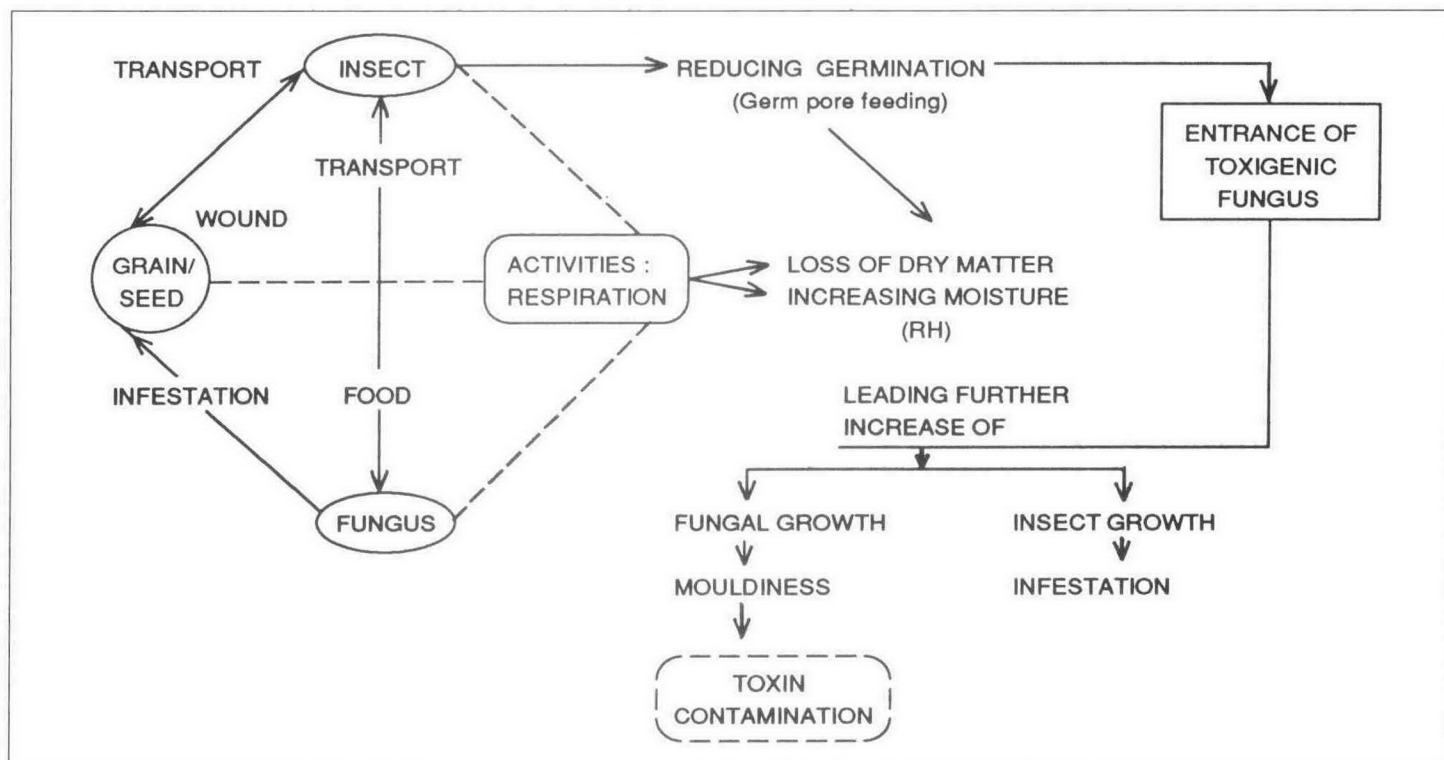 TRANSPORT
INSECT
REDUCING GERMINATION
(Germ pore feeding)
ENTRANCE OF
TOXIGENIC
FUNGUS
TRANSPORT
WOUND
GRAIN/
SEED
ACTIVITIES :
RESPIRATION
LOSS OF DRY MATTER
INCREASING MOISTURE
(RH)
INFESTATION
FOOD
LEADING FURTHER
INCREASE OF
FUNGUS
FUNGAL GROWTH
INSECT GROWTH
MOULDINESS
INFESTATION
TOXIN
CONTAMINATION